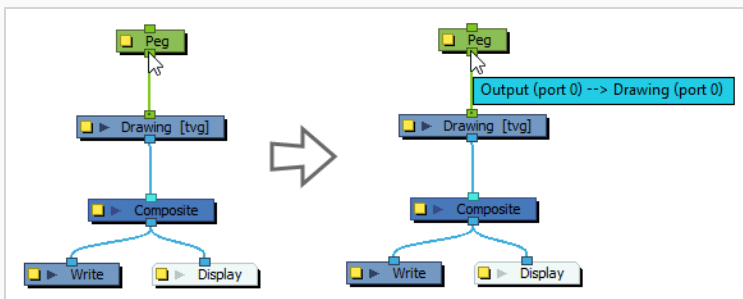 Peg
Drawing [tvg]
Composite
Write
Display
Peg
Output (port 0) --> Drawing (port 0)
Drawing [tvg]
Composite
Write
Display